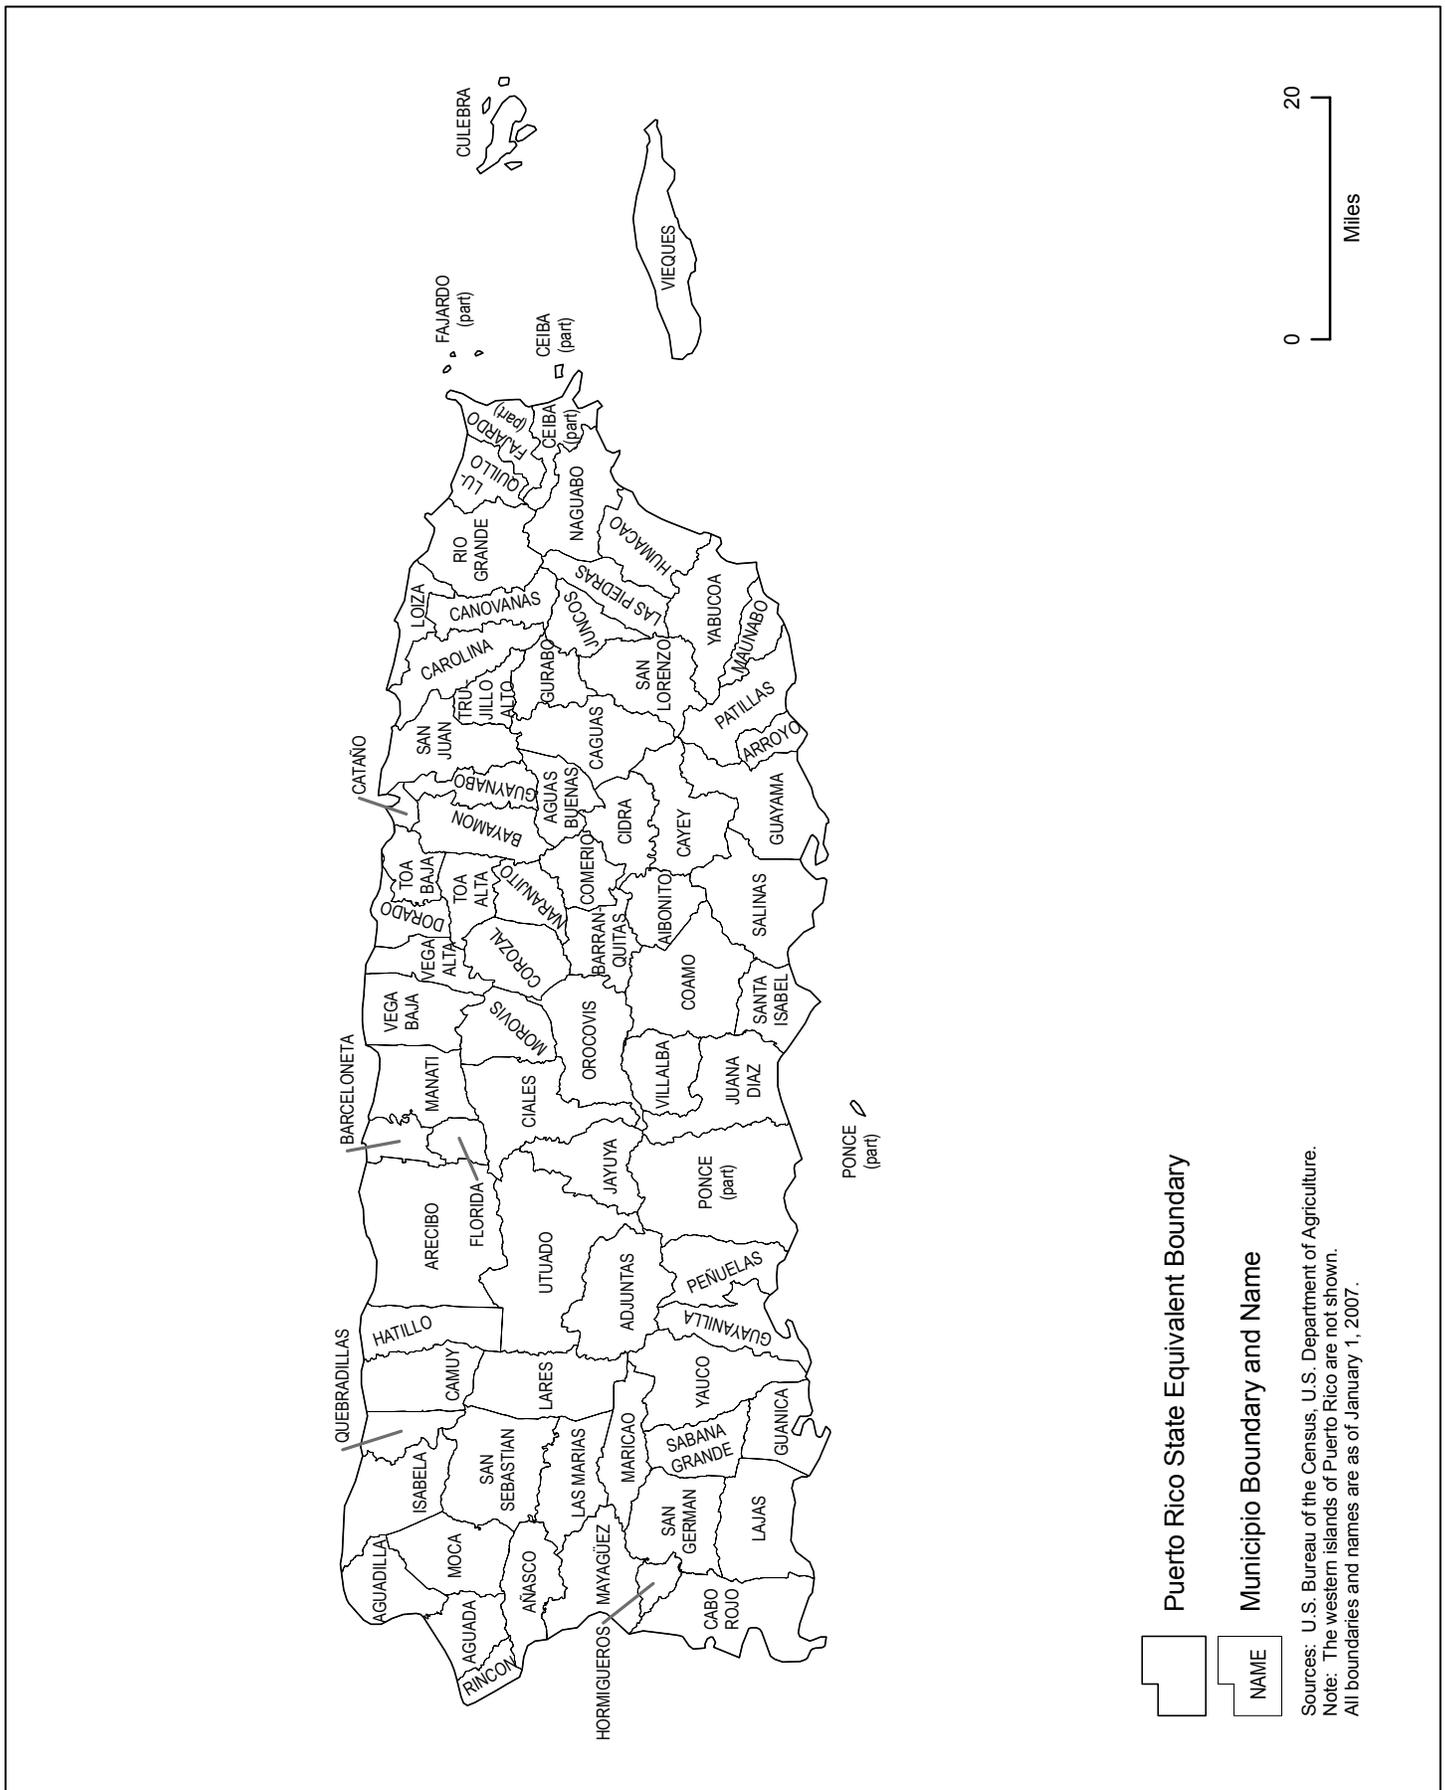 CULEBRA
VIEQUES
FAJARDO
(part)
CEIBA
(part)
FAJARDO
(part)
CEIBA
(part)
LU-
QUILLO
NAGUABO
RIO
GRANDE
HUMACAO
LAS PIEDRAS
LOIZA
CANOVANAS
JUNCOS
YABUCOA
MAUNABO
CAROLINA
TRU-
JILLO
ALTO
GURABO
SAN
LORENZO
PATILLAS
ARROYO
CATAÑO
SAN
JUAN
GUAYNABO
CAGUAS
AGUAS
BUENAS
BAYAMON
CIDRA
CAYEY
GUAYAMA
TOA
BAJA
TOA
ALTA
NARANJITO
COMERIO
AIBONITO
SALINAS
DORADO
VEGA
ALTA
COROZAL
BARRAN-
QUITAS
COAMO
SANTA
ISABEL
VEGA
BAJA
MOROVIS
OROCOVIS
VILLALBA
JUANA
DIAZ
BARCELONETA
MANATI
CIALES
FLORIDA
JAYUYA
PONCE
(part)
PONCE
(part)
ARECIBO
UTUADO
ADJUNTAS
PEÑUELAS
GUAYANILLA
HATILLO
QUEBRADILLAS
CAMUY
LARES
YAUCO
GUANICA
ISABELA
SAN
SEBASTIAN
LAS MARIAS
MARICAO
SABANA
GRANDE
AGUADILLA
MOCA
AÑASCO
MAYAGÜEZ
SAN
GERMAN
LAJAS
AGUADA
RINCON
HORMIGUEROS
CABO
ROJO
0
20
Miles
Puerto Rico State Equivalent Boundary
NAME
Municipio Boundary and Name
Sources: U.S. Bureau of the Census, U.S. Department of Agriculture.
Note: The western islands of Puerto Rico are not shown.
All boundaries and names are as of January 1, 2007.